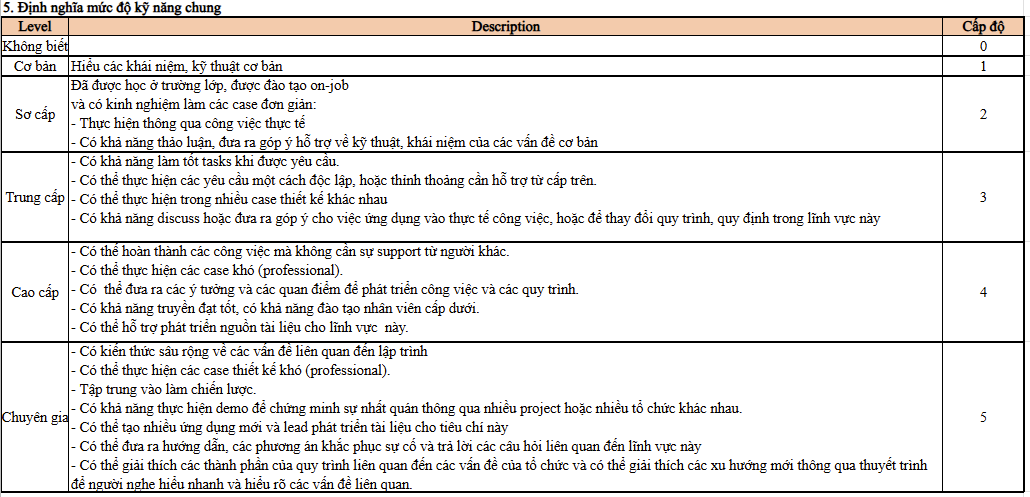 5. Định nghĩa mức độ kỹ năng chung
Level Description Cấp độ
Không biết 0
Cơ bản Hiểu các khái niệm, kỹ thuật cơ bản 1
Sơ cấp
Đã được học ở trường lớp, được đào tạo on-job
và có kinh nghiệm làm các case đơn giản:
- Thực hiện thông qua công việc thực tế
- Có khả năng thảo luận, đưa ra góp ý hỗ trợ về kỹ thuật, khái niệm của các vấn đề cơ bản
2
Trung cấp
- Có khả năng làm tốt tasks khi được yêu cầu.
- Có thể thực hiện các yêu cầu một cách độc lập, hoặc thỉnh thoảng cần hỗ trợ từ cấp trên.
- Có thể thực hiện trong nhiều case thiết kế khác nhau
- Có khả năng discuss hoặc đưa ra góp ý cho việc ứng dụng vào thực tế công việc, hoặc để thay đổi quy trình, quy định trong lĩnh vực này
3
Cao cấp
- Có thể hoàn thành các công việc mà không cần sự support từ người khác.
- Có thể thực hiện các case khó (professional).
- Có thể đưa ra các ý tưởng và các quan điểm để phát triển công việc và các quy trình.
- Có khả năng truyền đạt tốt, có khả năng đào tạo nhân viên cấp dưới.
- Có thể hỗ trợ phát triển nguồn tài liệu cho lĩnh vực này.
4
Chuyên gia
- Có kiến thức sâu rộng về các vấn đề liên quan đến lập trình
- Có thể thực hiện các case thiết kế khó (professional).
- Tập trung vào làm chiến lược.
- Có khả năng thực hiện demo để chứng minh sự nhất quán thông qua nhiều project hoặc nhiều tổ chức khác nhau.
- Có thể tạo nhiều ứng dụng mới và lead phát triển tài liệu cho tiêu chí này
- Có thể đưa ra hướng dẫn, các phương án khắc phục sự cố và trả lời các câu hỏi liên quan đến lĩnh vực này
- Có thể giải thích các thành phần của quy trình liên quan đến các vấn đề của tổ chức và có thể giải thích các xu hướng mới thông qua thuyết trình
để người nghe hiểu nhanh và hiểu rõ các vấn đề liên quan.
5